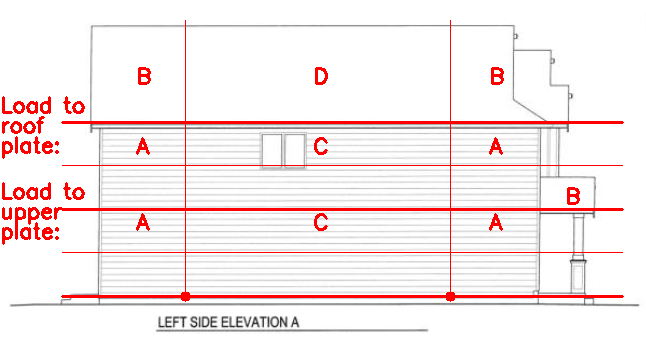 B D B
Load to
roof
plate:
A C A
Load to
upper
plate:
B
A C A
LEFT SIDE ELEVATION A